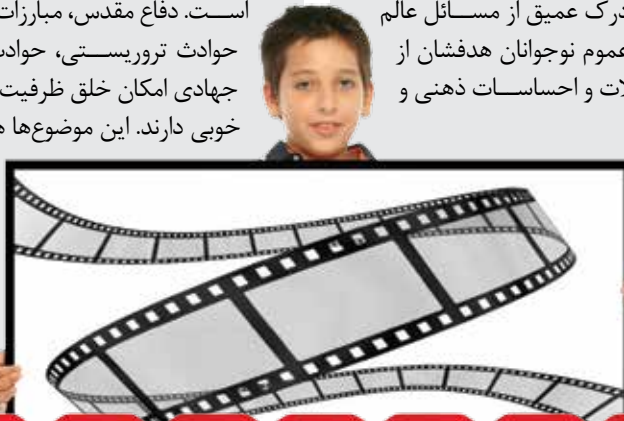 درک عمیق از مسائل عالم
عموم نوجوانان هدفشان از
لات و احساسات ذهنی و
است. دفاع مقدس، مبارزات
حوادث تروریستی، حوادث
جهادی امکان خلق ظرفیت
خوبی دارند. این موضوع‌ها